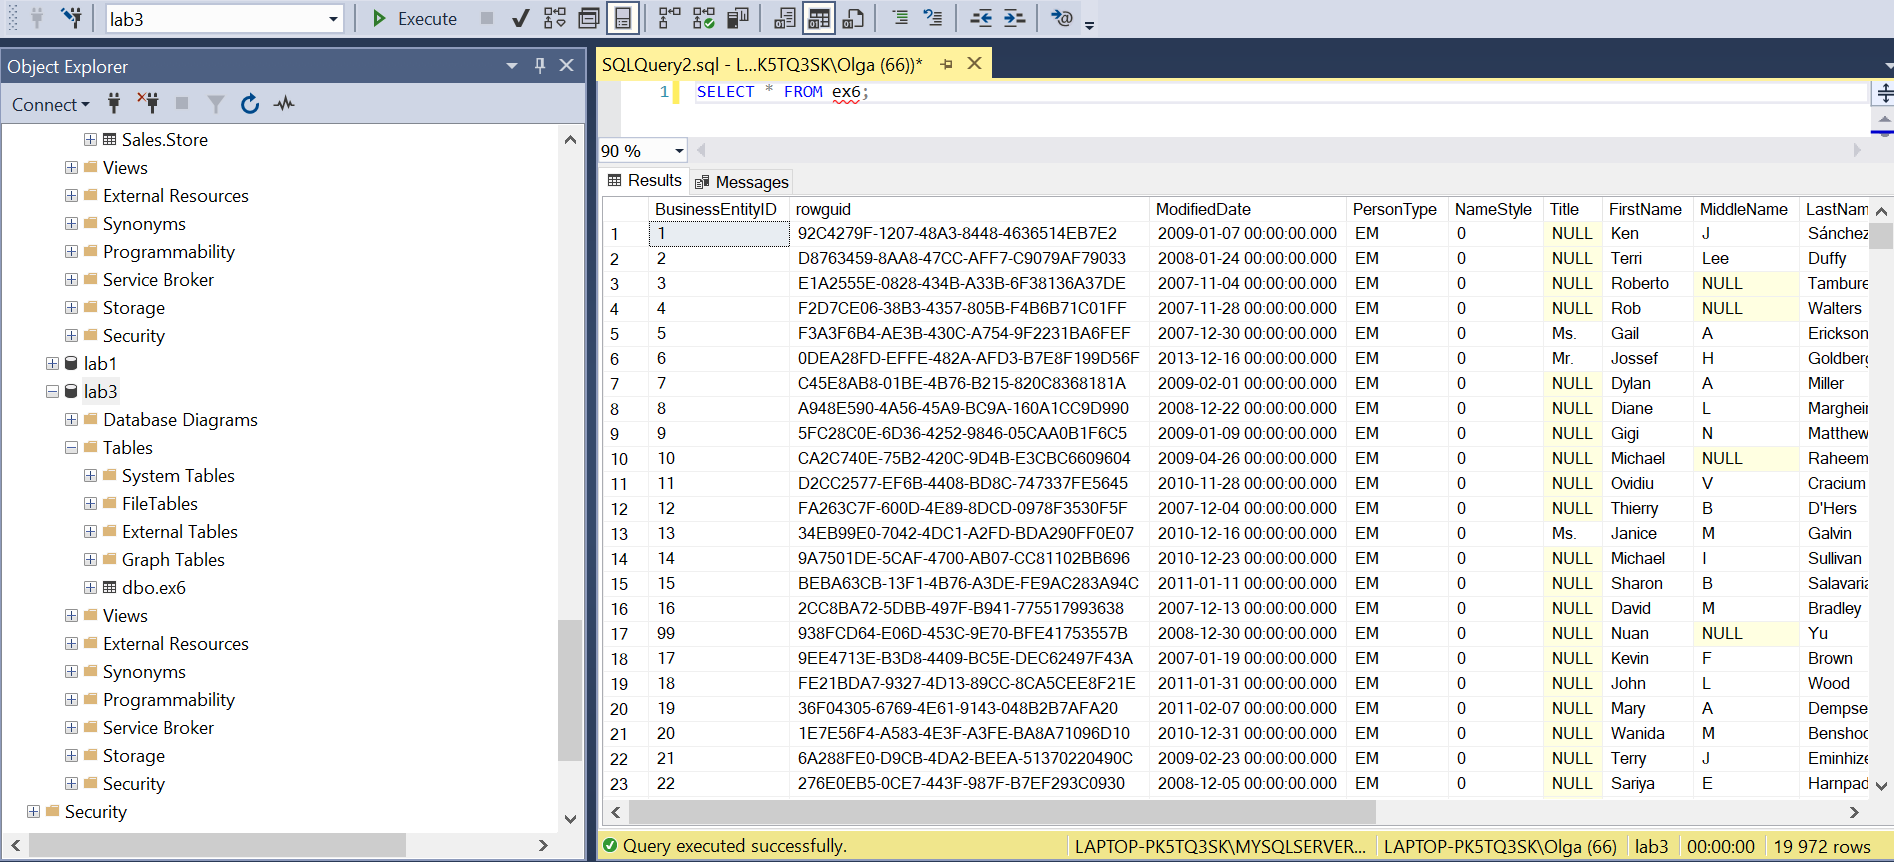 lab3 Execute
Object Explorer
Connect
Sales.Store
Views
External Resources
Synonyms
Programmability
Service Broker
Storage
Security
lab1
lab3
Database Diagrams
Tables
System Tables
FileTables
External Tables
Graph Tables
dbo.ex6
Views
External Resources
Synonyms
Programmability
Service Broker
Storage
Security
Security
SQLQuery2.sql - L...K5TQ3SK\Olga (66))*
1 SELECT * FROM ex6;
90 %
Results Messages
BusinessEntityID rowguid ModifiedDate PersonType NameStyle Title FirstName MiddleName LastNam
1 1 92C4279F-1207-48A3-8448-4636514EB7E2 2009-01-07 00:00:00.000 EM 0 NULL Ken J Sánchez
2 2 D8763459-8AA8-47CC-AFF7-C9079AF79033 2008-01-24 00:00:00.000 EM 0 NULL Terri Lee Duffy
3 3 E1A2555E-0828-434B-A33B-6F38136A37DE 2007-11-04 00:00:00.000 EM 0 NULL Roberto NULL Tambure
4 4 F2D7CE06-38B3-4357-805B-F4B6B71C01FF 2007-11-28 00:00:00.000 EM 0 NULL Rob NULL Walters
5 5 F3A3F6B4-AE3B-430C-A754-9F2231BA6FEF 2007-12-30 00:00:00.000 EM 0 Ms. Gail A Erickson
6 6 0DEA28FD-EFFE-482A-AFD3-B7E8F199D56F 2013-12-16 00:00:00.000 EM 0 Mr. Jossef H Goldberg
7 7 C45E8AB8-01BE-4B76-B215-820C8368181A 2009-02-01 00:00:00.000 EM 0 NULL Dylan A Miller
8 8 A948E590-4A56-45A9-BC9A-160A1CC9D990 2008-12-22 00:00:00.000 EM 0 NULL Diane L Margheir
9 9 5FC28C0E-6D36-4252-9846-05CAA0B1F6C5 2009-01-09 00:00:00.000 EM 0 NULL Gigi N Matthew
10 10 CA2C740E-75B2-420C-9D4B-E3CBC6609604 2009-04-26 00:00:00.000 EM 0 NULL Michael NULL Raheem
11 11 D2CC2577-EF6B-4408-BD8C-747337FE5645 2010-11-28 00:00:00.000 EM 0 NULL Ovidiu V Cracium
12 12 FA263C7F-600D-4E89-8DCD-0978F3530F5F 2007-12-04 00:00:00.000 EM 0 NULL Thierry B D'Hers
13 13 34EB99E0-7042-4DC1-A2FD-BDA290FF0E07 2010-12-16 00:00:00.000 EM 0 Ms. Janice M Galvin
14 14 9A7501DE-5CAF-4700-AB07-CC81102BB696 2010-12-23 00:00:00.000 EM 0 NULL Michael I Sullivan
15 15 BEBA63CB-13F1-4B76-A3DE-FE9AC283A94C 2011-01-11 00:00:00.000 EM 0 NULL Sharon B Salavaria
16 16 2CC8BA72-5DBB-497F-B941-775517993638 2007-12-13 00:00:00.000 EM 0 NULL David M Bradley
17 99 938FCD64-E06D-453C-9E70-BFE41753557B 2008-12-30 00:00:00.000 EM 0 NULL Nuan NULL Yu
18 17 9EE4713E-B3D8-4409-BC5E-DEC62497F43A 2007-01-19 00:00:00.000 EM 0 NULL Kevin F Brown
19 18 FE21BDA7-9327-4D13-89CC-8CA5CEE8F21E 2011-01-31 00:00:00.000 EM 0 NULL John L Wood
20 19 36F04305-6769-4E61-9143-048B2B7AFA20 2011-02-07 00:00:00.000 EM 0 NULL Mary A Dempse
21 20 1E7E56F4-A583-4E3F-A3FE-BA8A71096D10 2010-12-31 00:00:00.000 EM 0 NULL Wanida M Benshoo
22 21 6A288FE0-D9CB-4DA2-BEEA-51370220490C 2009-02-23 00:00:00.000 EM 0 NULL Terry J Eminhize
23 22 276E0EB5-0CE7-443F-987F-B7EF293C0930 2008-12-05 00:00:00.000 EM 0 NULL Sariya E Harnpad
Query executed successfully. LAPTOP-PK5TQ3SK\MYSQLSERVER... LAPTOP-PK5TQ3SK\Olga (66) lab3 00:00:00 19 972 rows